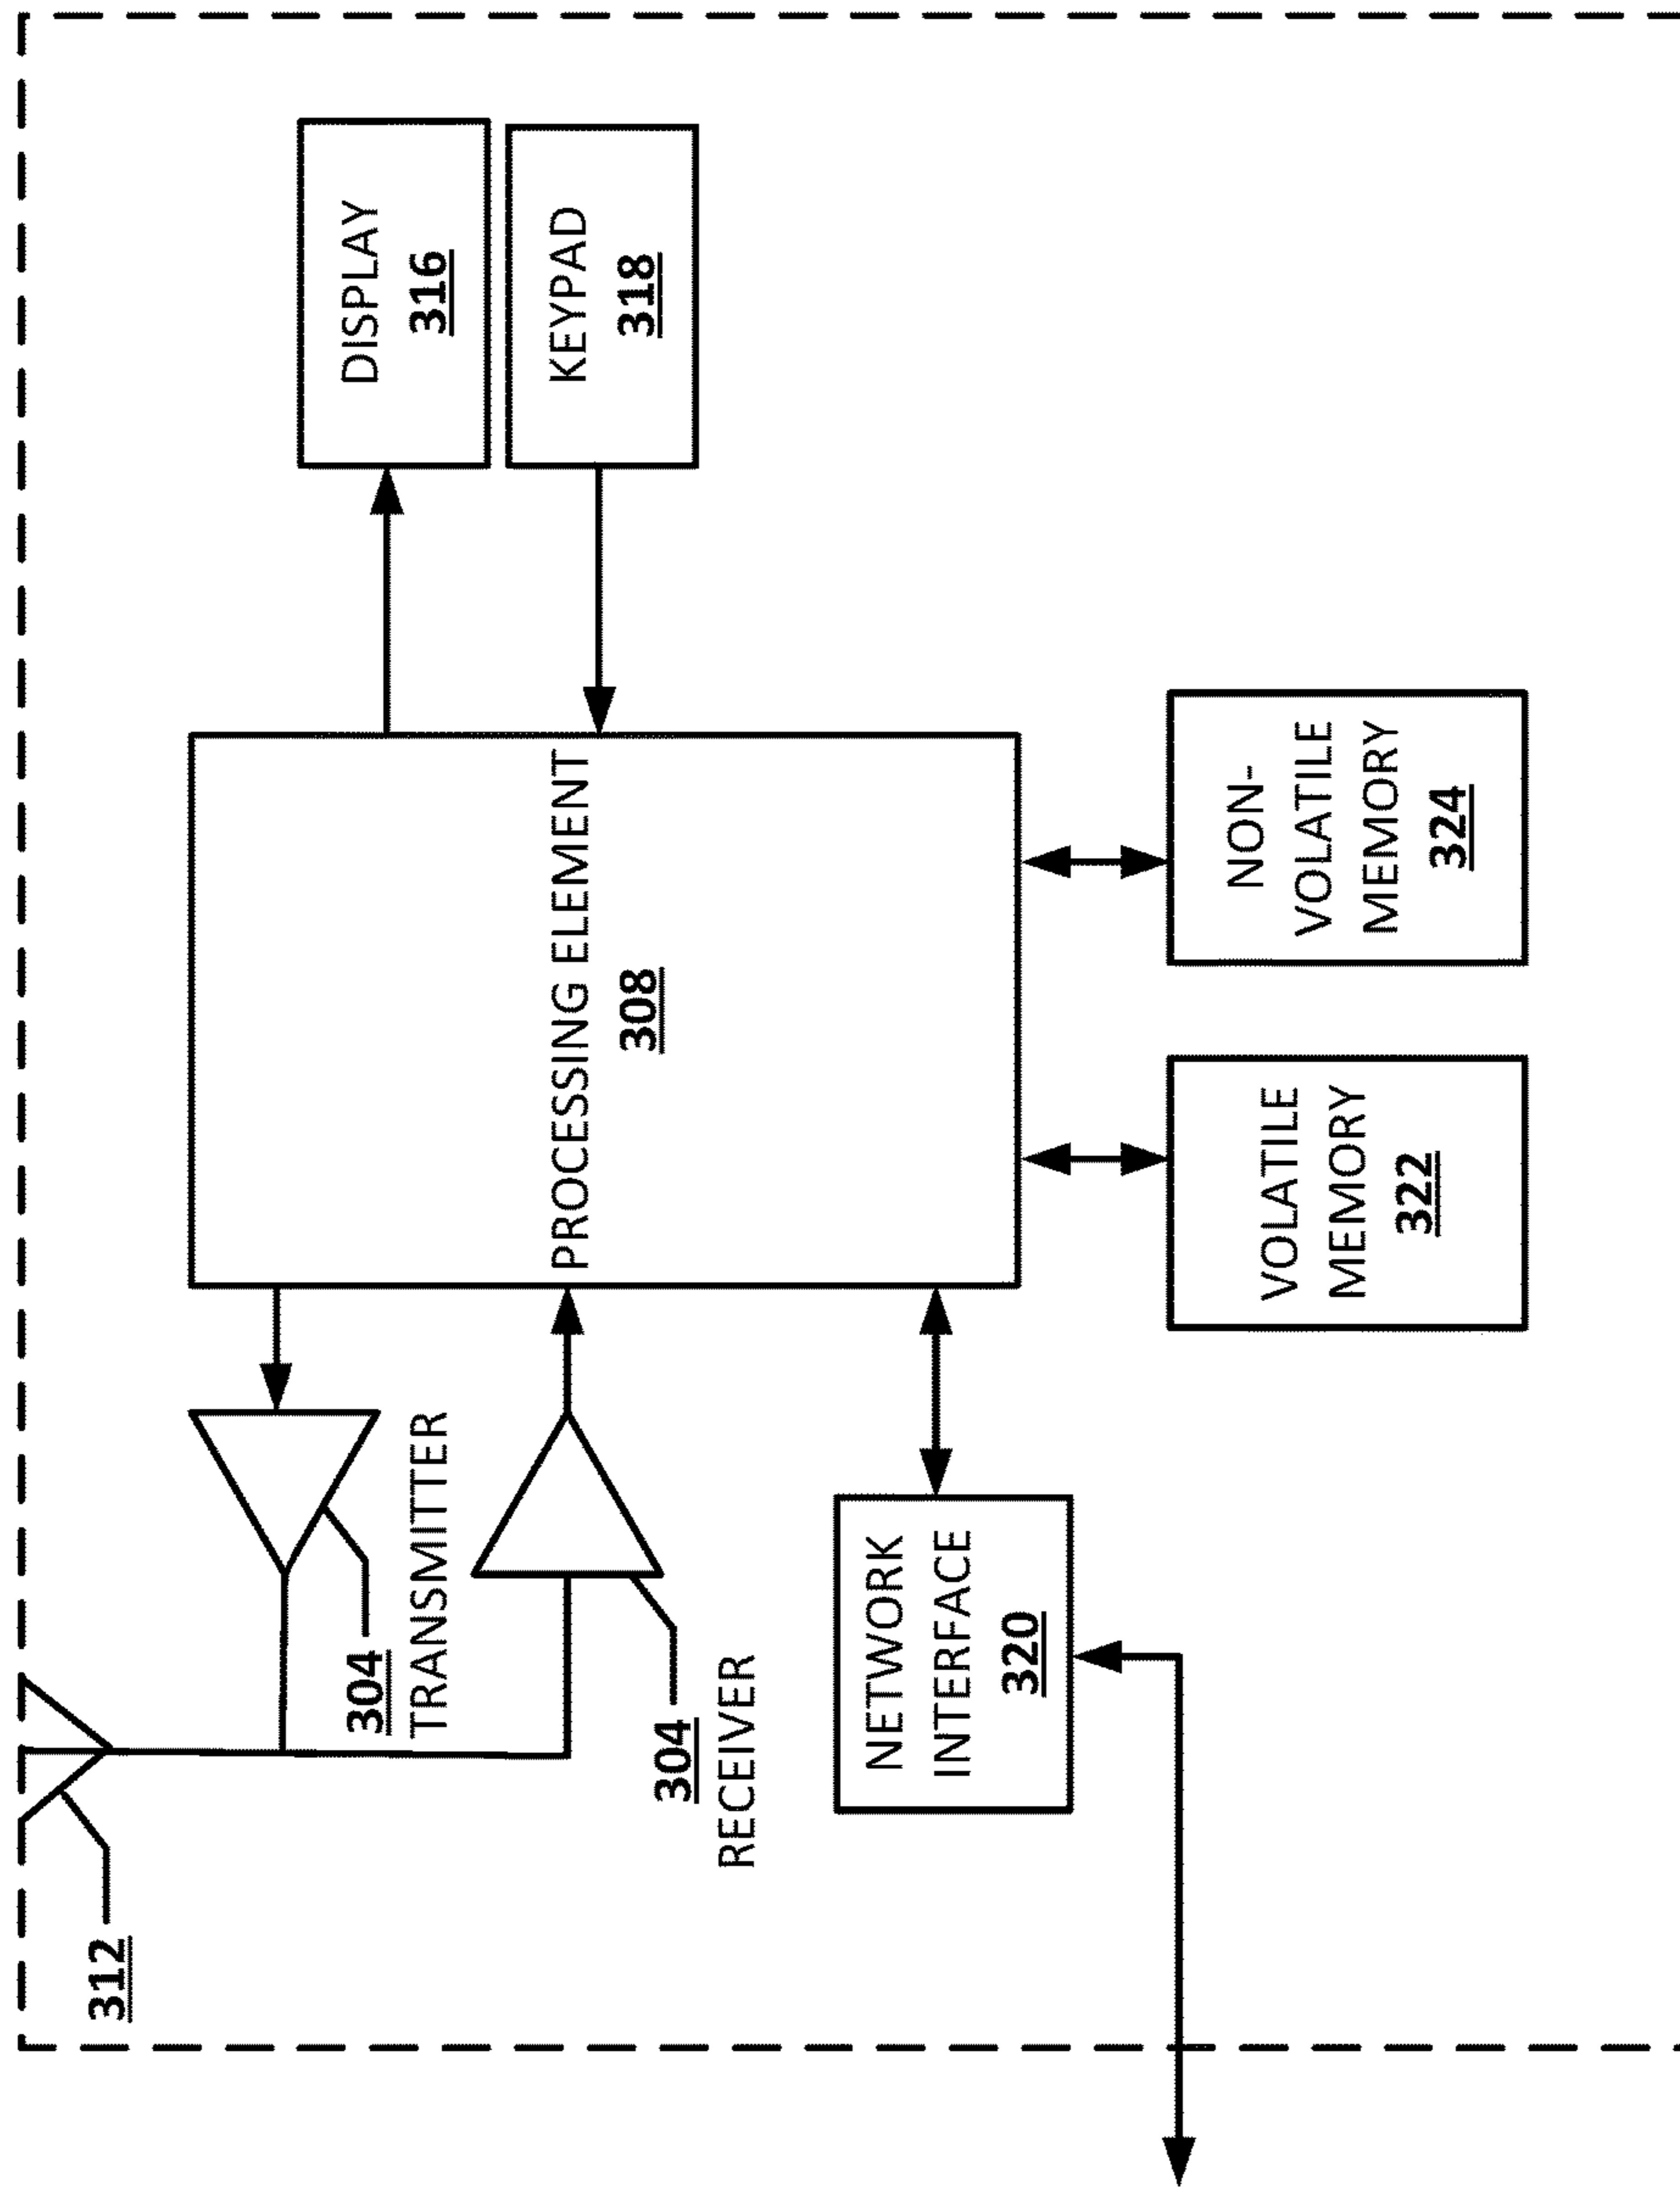 312
304
TRANSMITTER
304
RECEIVER
NETWORK
INTERFACE
320
PROCESSING ELEMENT
308
VOLATILE
MEMORY
322
NON-
VOLATILE
MEMORY
324
DISPLAY
316
KEYPAD
318